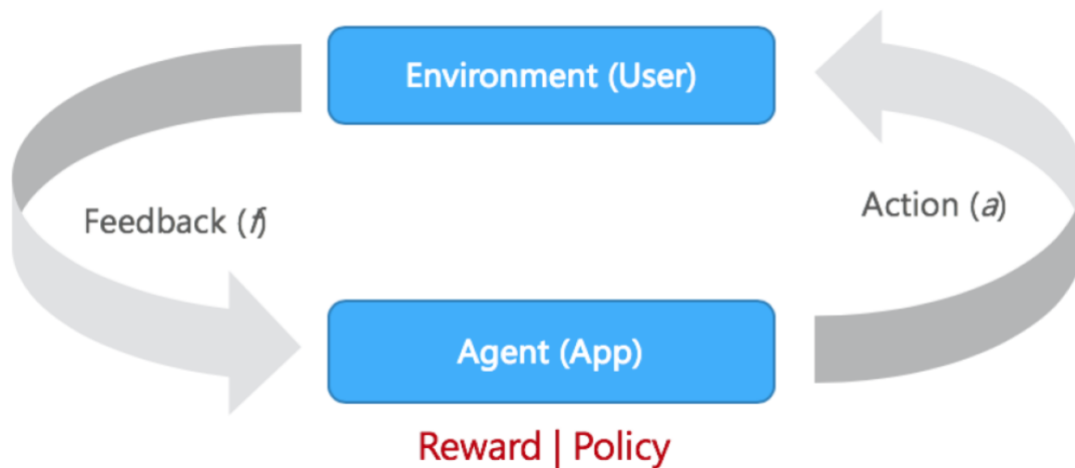 Environment (User)
Feedback (f)
Action (a)
Agent (App)
Reward | Policy